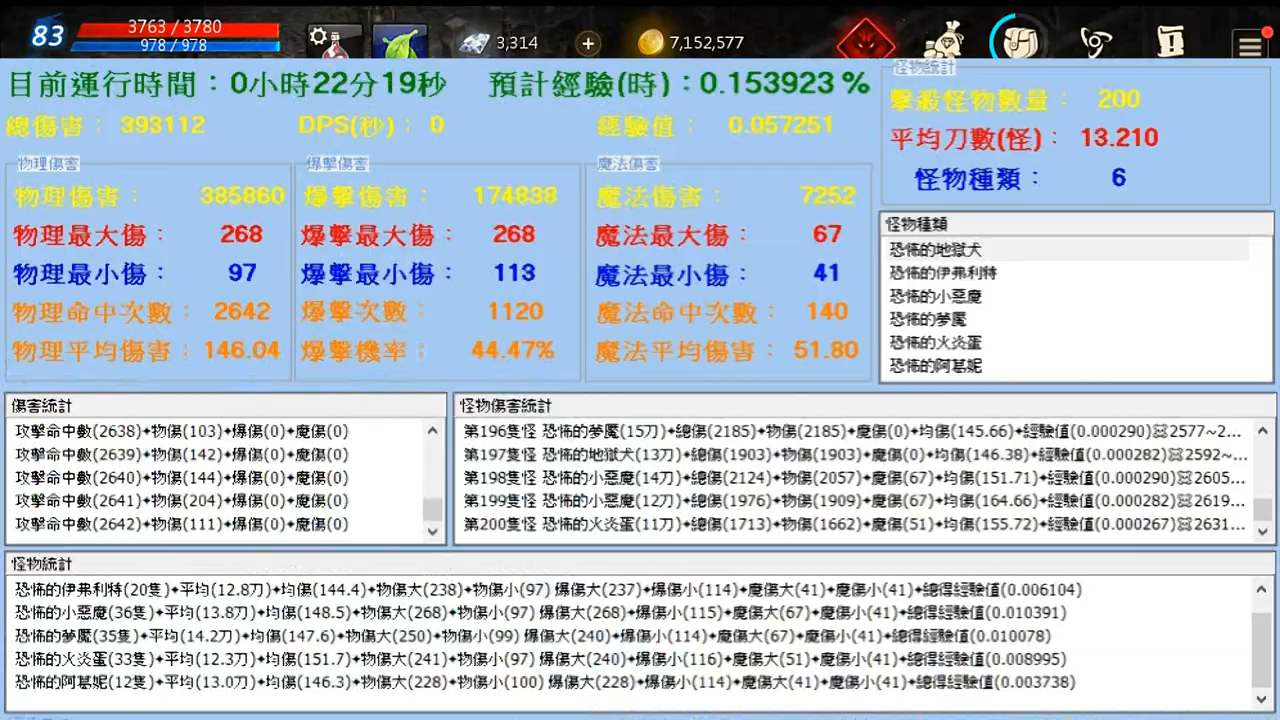 83 3763 / 3780 3,314 7,152,577
978 / 978
目前運行時間：0小時22分19秒 預計經驗(時)：0.153923 %
總傷害： 393112 DPS(秒)： 0 經驗值： 0.057251
怪物統計
擊殺怪物數量： 200
平均刀數(怪)： 13.210
怪物種類： 6
物理傷害
物理傷害： 385860
物理最大傷： 268
物理最小傷： 97
物理命中次數： 2642
物理平均傷害： 146.04
爆擊傷害
爆擊傷害： 174838
爆擊最大傷： 268
爆擊最小傷： 113
爆擊次數： 1120
爆擊機率： 44.47%
魔法傷害
魔法傷害： 7252
魔法最大傷： 67
魔法最小傷： 41
魔法命中次數： 140
魔法平均傷害： 51.80
怪物種類
恐怖的地獄犬
恐怖的伊弗利特
恐怖的小惡魔
恐怖的夢魘
恐怖的火炎蛋
恐怖的阿墓妮
傷害統計
攻擊命中數(2638)✦物傷(103)✦爆傷(0)✦魔傷(0)
攻擊命中數(2639)✦物傷(142)✦爆傷(0)✦魔傷(0)
攻擊命中數(2640)✦物傷(144)✦爆傷(0)✦魔傷(0)
攻擊命中數(2641)✦物傷(204)✦爆傷(0)✦魔傷(0)
攻擊命中數(2642)✦物傷(111)✦爆傷(0)✦魔傷(0)
怪物傷害統計
第196隻怪 恐怖的夢魘(15刀)✦總傷(2185)✦物傷(2185)✦魔傷(0)✦均傷(145.66)✦經驗值(0.000290)☠2577~2...
第197隻怪 恐怖的地獄犬(13刀)✦總傷(1903)✦物傷(1903)✦魔傷(0)✦均傷(146.38)✦經驗值(0.000282)☠2592~...
第198隻怪 恐怖的小惡魔(14刀)✦總傷(2124)✦物傷(2057)✦魔傷(67)✦均傷(151.71)✦經驗值(0.000290)☠2605...
第199隻怪 恐怖的小惡魔(12刀)✦總傷(1976)✦物傷(1909)✦魔傷(67)✦均傷(164.66)✦經驗值(0.000282)☠2619...
第200隻怪 恐怖的火炎蛋(11刀)✦總傷(1713)✦物傷(1662)✦魔傷(51)✦均傷(155.72)✦經驗值(0.000267)☠2631...
怪物統計
恐怖的伊弗利特(20隻)✦平均(12.8刀)✦均傷(144.4)✦物傷大(238)✦物傷小(97) 爆傷大(237)✦爆傷小(114)✦魔傷大(41)✦魔傷小(41)✦總得經驗值(0.006104)
恐怖的小惡魔(36隻)✦平均(13.8刀)✦均傷(148.5)✦物傷大(268)✦物傷小(97) 爆傷大(268)✦爆傷小(115)✦魔傷大(67)✦魔傷小(41)✦總得經驗值(0.010391)
恐怖的夢魘(35隻)✦平均(14.2刀)✦均傷(147.6)✦物傷大(250)✦物傷小(99) 爆傷大(240)✦爆傷小(114)✦魔傷大(67)✦魔傷小(41)✦總得經驗值(0.010078)
恐怖的火炎蛋(33隻)✦平均(12.3刀)✦均傷(151.7)✦物傷大(241)✦物傷小(97) 爆傷大(240)✦爆傷小(116)✦魔傷大(51)✦魔傷小(41)✦總得經驗值(0.008995)
恐怖的阿墓妮(12隻)✦平均(13.0刀)✦均傷(146.3)✦物傷大(228)✦物傷小(100) 爆傷大(228)✦爆傷小(114)✦魔傷大(41)✦魔傷小(41)✦總得經驗值(0.003738)